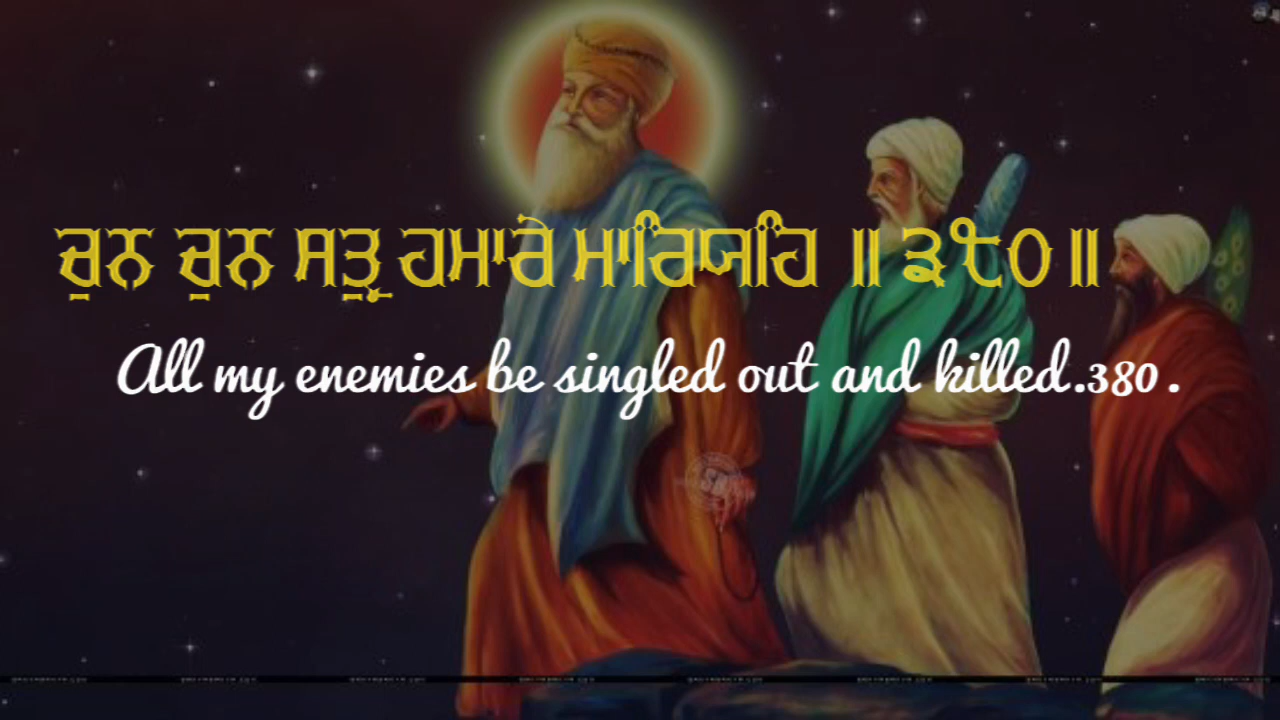 ਚੁਨ ਚੁਨ ਸਤ੍ਰੁ ਹਮਾਰੇ ਮਾਰਿਯਹਿ ॥੩੮੦॥
All my enemies be singled out and killed.380 .